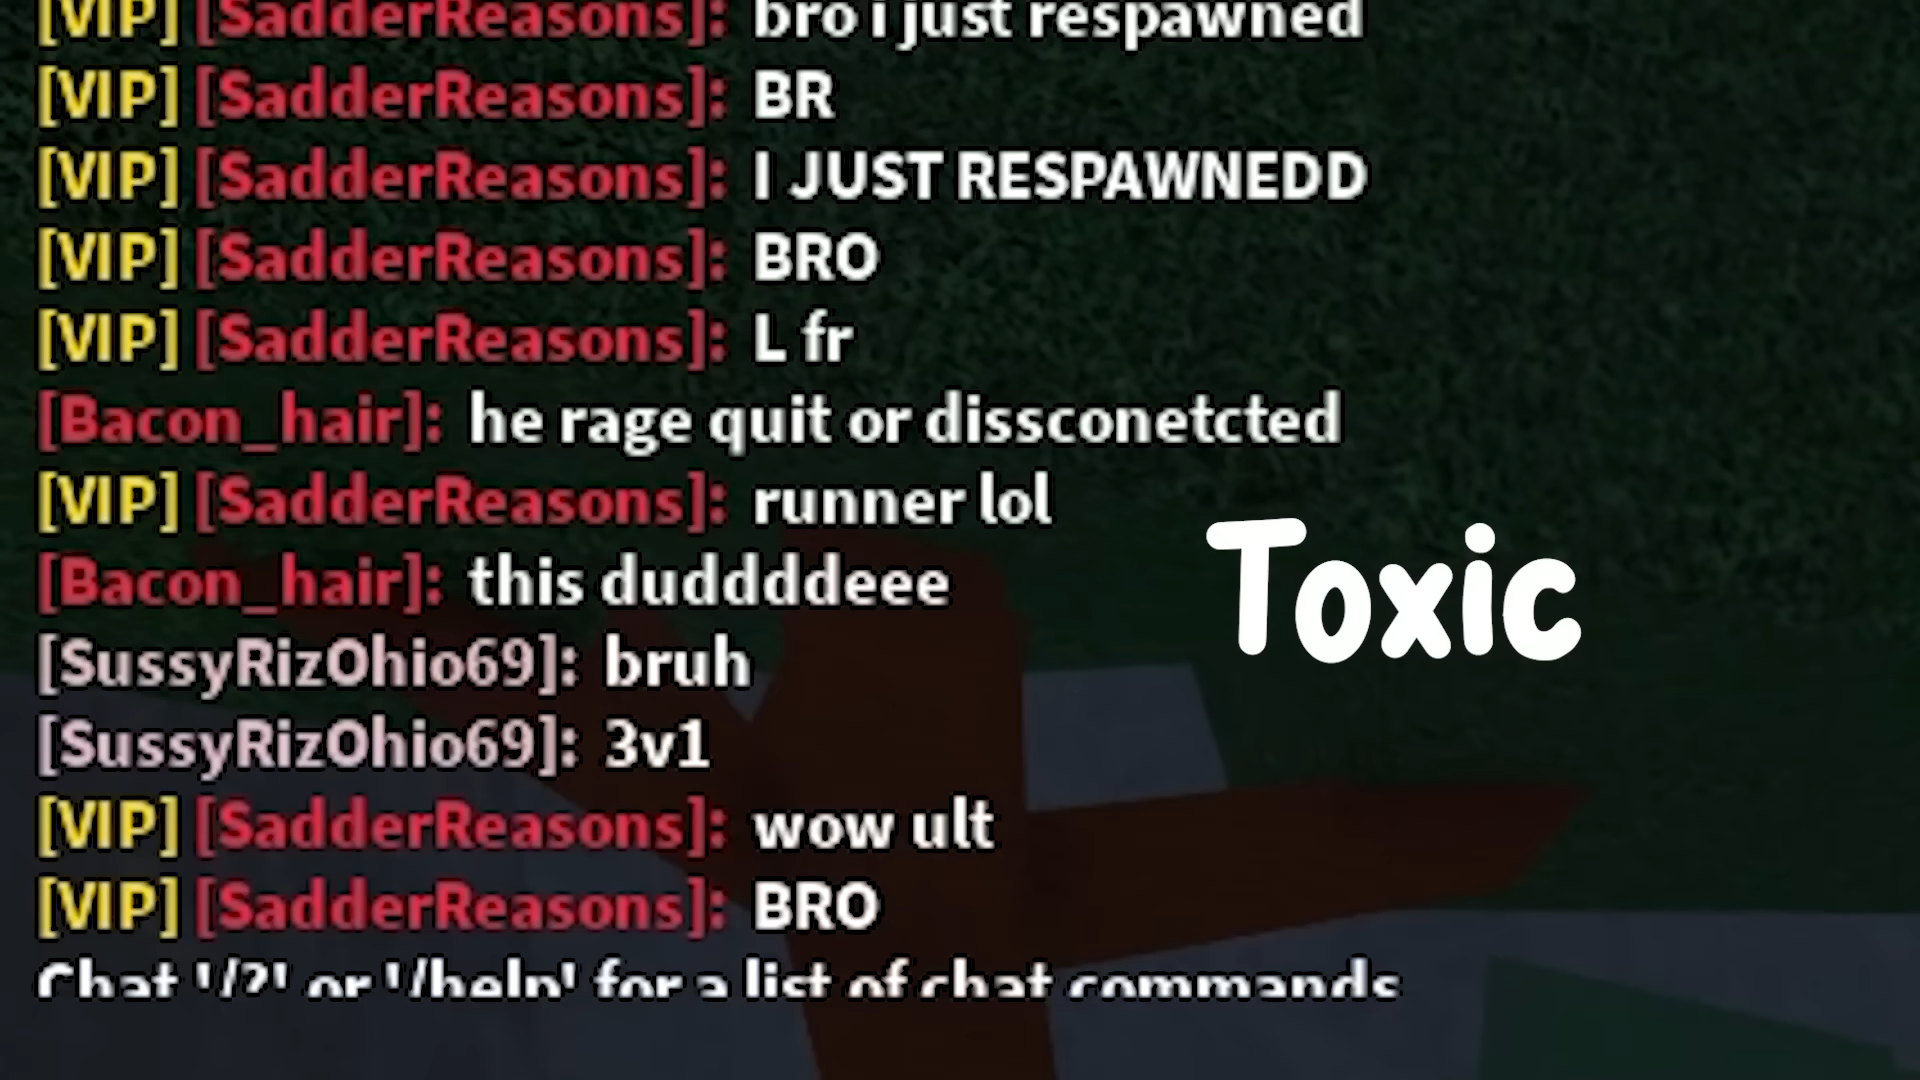 [VIP] [SadderReasons]: bro i just respawned
[VIP] [SadderReasons]: BR
[VIP] [SadderReasons]: I JUST RESPAWNEDD
[VIP] [SadderReasons]: BRO
[VIP] [SadderReasons]: L fr
[Bacon_hair]: he rage quit or dissconetcted
[VIP] [SadderReasons]: runner lol
[Bacon_hair]: this duddddeee
Toxic
[SussyRizOhio69]: bruh
[SussyRizOhio69]: 3v1
[VIP] [SadderReasons]: wow ult
[VIP] [SadderReasons]: BRO
Chat '/?' or '/help' for a list of chat commands